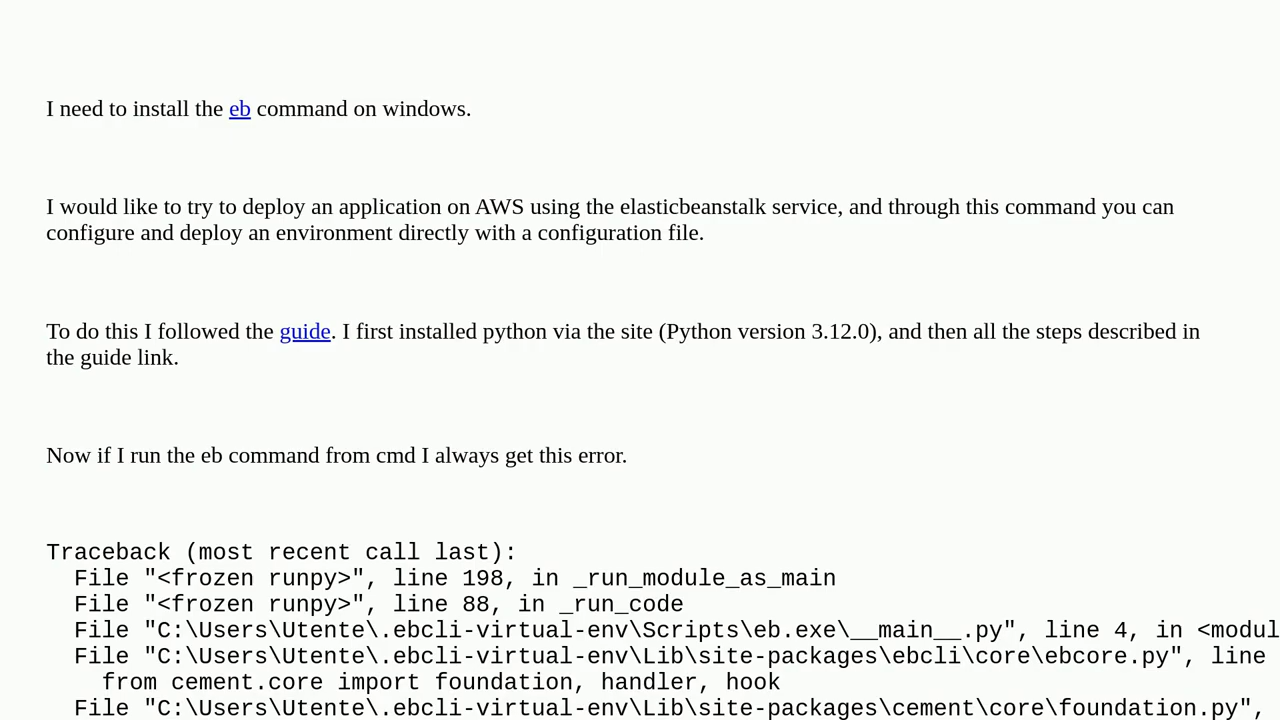 I need to install the eb command on windows.
I would like to try to deploy an application on AWS using the elasticbeanstalk service, and through this command you can
configure and deploy an environment directly with a configuration file.
To do this I followed the guide. I first installed python via the site (Python version 3.12.0), and then all the steps described in
the guide link.
Now if I run the eb command from cmd I always get this error.
Traceback (most recent call last):
  File "<frozen runpy>", line 198, in _run_module_as_main
  File "<frozen runpy>", line 88, in _run_code
  File "C:\Users\Utente\.ebcli-virtual-env\Scripts\eb.exe\__main__.py", line 4, in <modul
  File "C:\Users\Utente\.ebcli-virtual-env\Lib\site-packages\ebcli\core\ebcore.py", line
    from cement.core import foundation, handler, hook
  File "C:\Users\Utente\.ebcli-virtual-env\Lib\site-packages\cement\core\foundation.py",